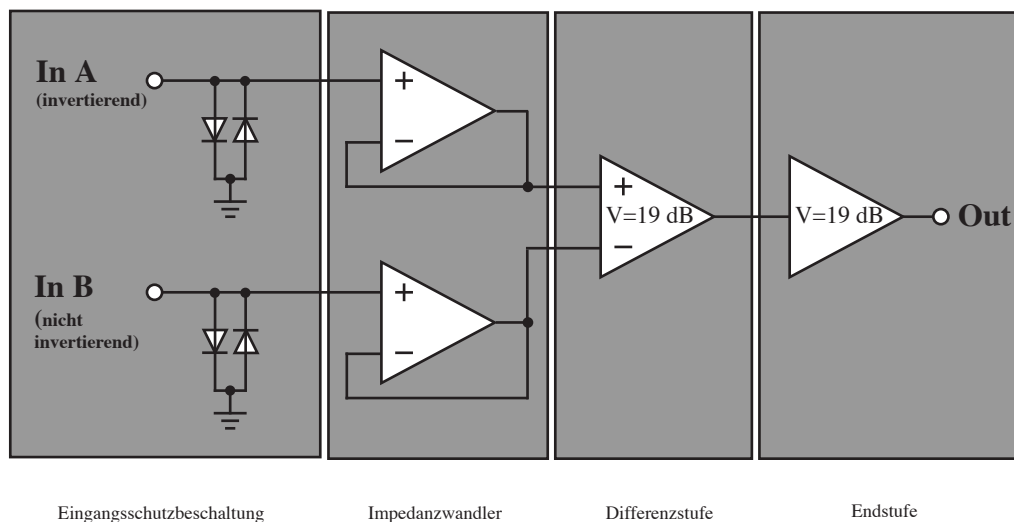 In A
(invertierend)
+
−
+
V=19 dB
−
V=19 dB
Out
In B
(nicht
invertierend)
+
−
Eingangsschutzbeschaltung
Impedanzwandler
Differenzstufe
Endstufe